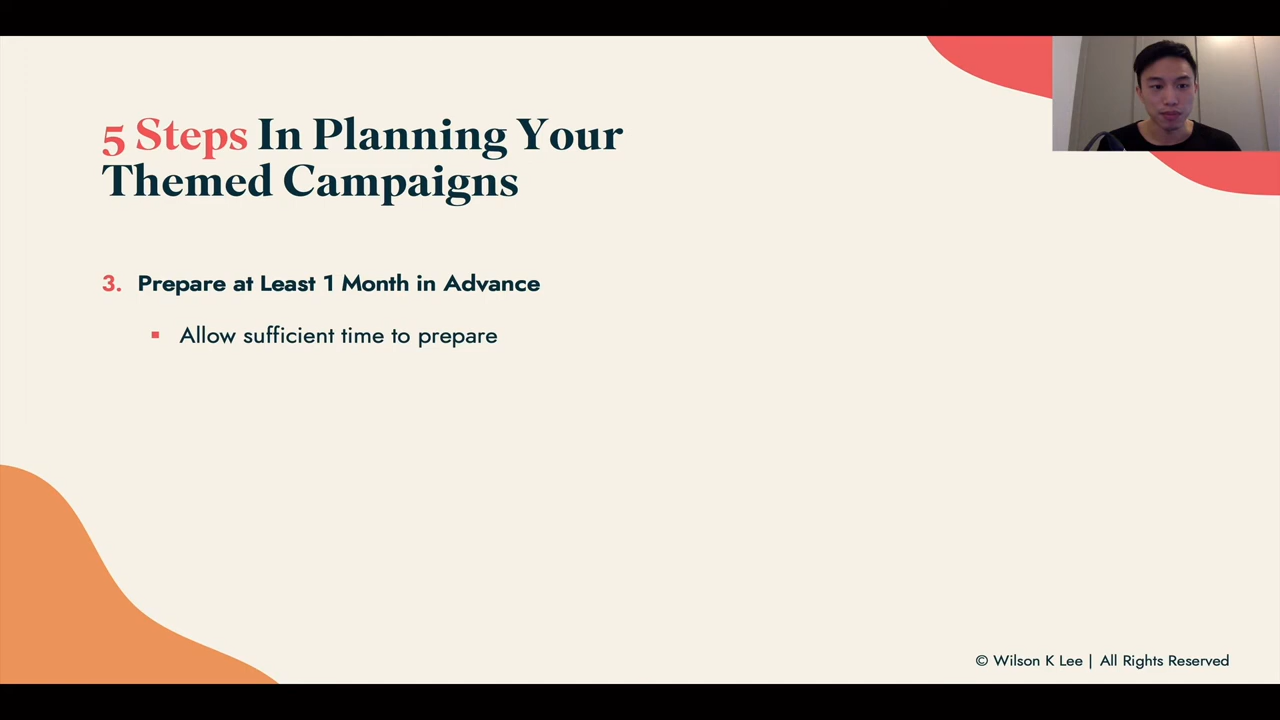 5 Steps In Planning Your
Themed Campaigns
3. Prepare at Least 1 Month in Advance
▪ Allow sufficient time to prepare
© Wilson K Lee | All Rights Reserved